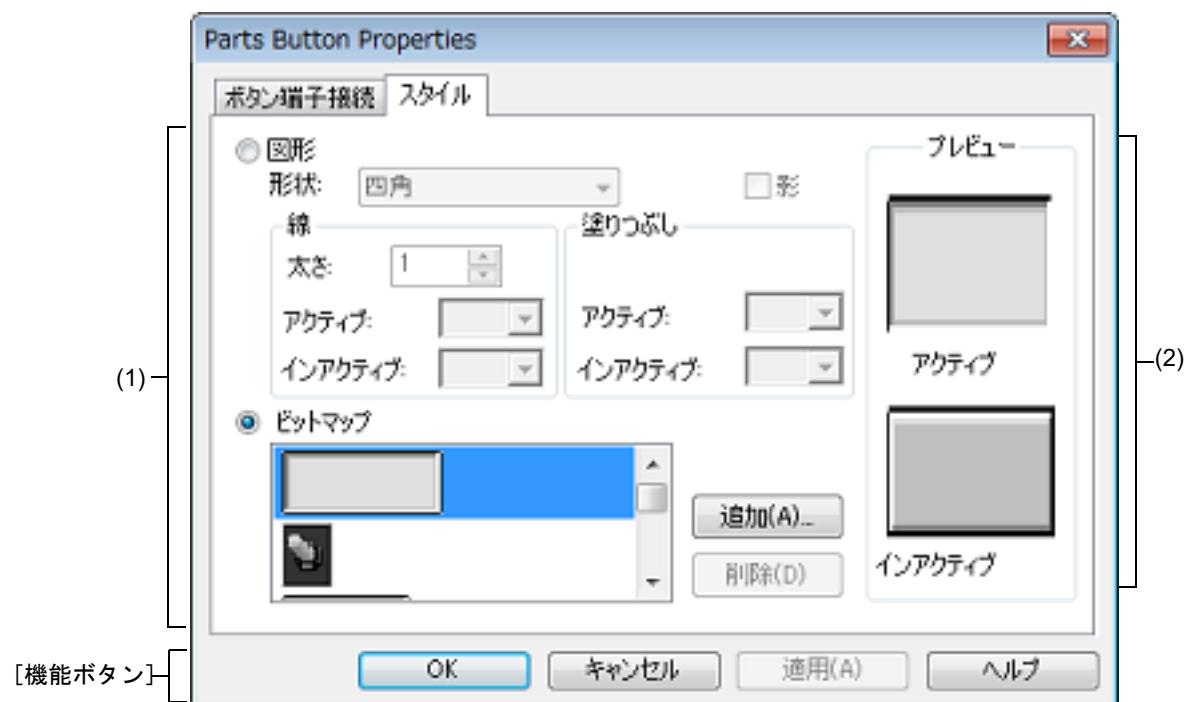 Parts Button Properties
ボタン端子接続 スタイル
図形
形状: 四角 影
線
太さ: 1
アクティブ:
インアクティブ:
塗りつぶし
アクティブ:
インアクティブ:
ビットマップ
追加(A)...
削除(D)
プレビュー
アクティブ
インアクティブ
(1)
(2)
[機能ボタン]
OK キャンセル 適用(A) ヘルプ